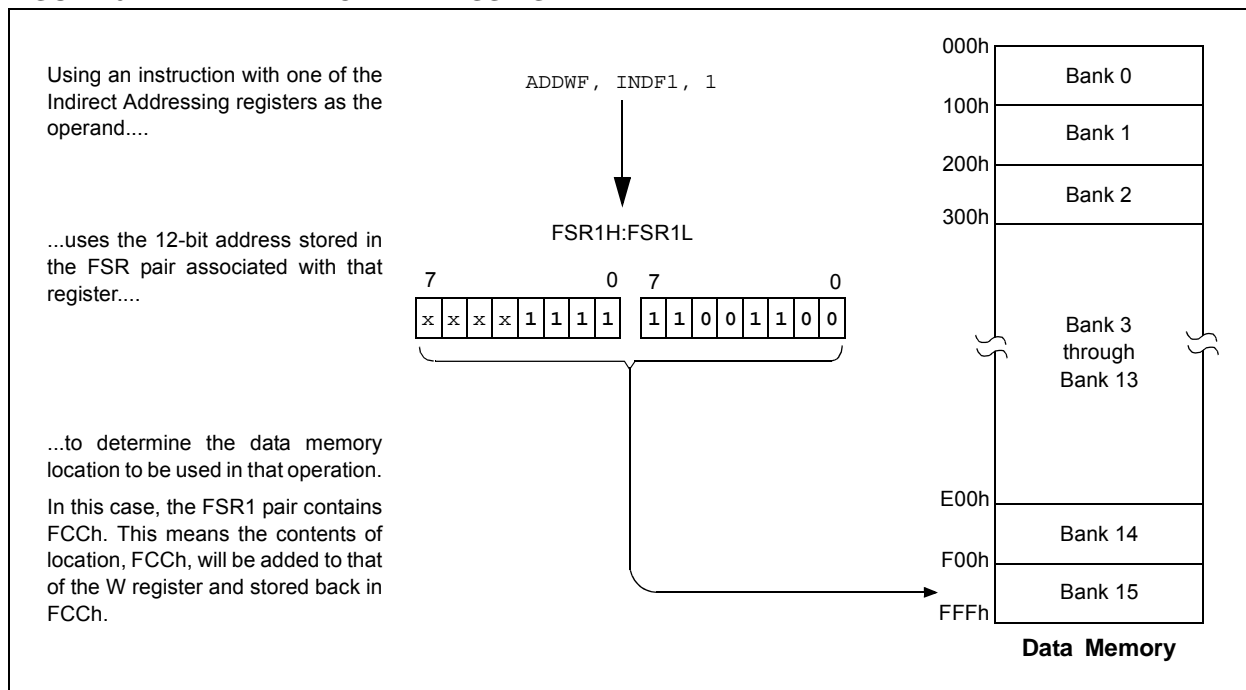 Using an instruction with one of the
Indirect Addressing registers as the
operand....
ADDWF, INDF1, 1
...uses the 12-bit address stored in
the FSR pair associated with that
register....
FSR1H:FSR1L
7 0 7 0
x x x x 1 1 1 1 1 1 0 0 1 1 0 0
...to determine the data memory
location to be used in that operation.
In this case, the FSR1 pair contains
FCCh. This means the contents of
location, FCCh, will be added to that
of the W register and stored back in
FCCh.
000h
Bank 0
100h
Bank 1
200h
Bank 2
300h
Bank 3
through
Bank 13
E00h
Bank 14
F00h
Bank 15
FFFh
Data Memory